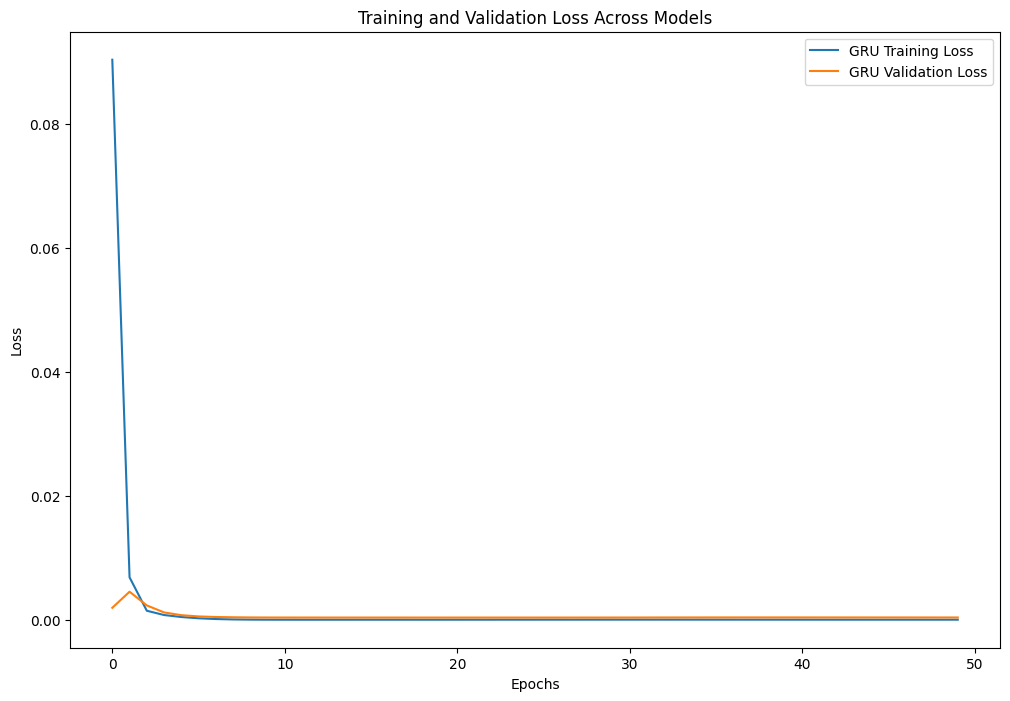 Training and Validation Loss Across Models
GRU Training Loss
GRU Validation Loss
0.08
0.06
0.04
0.02
0.00
Loss
0 10 20 30 40 50
Epochs